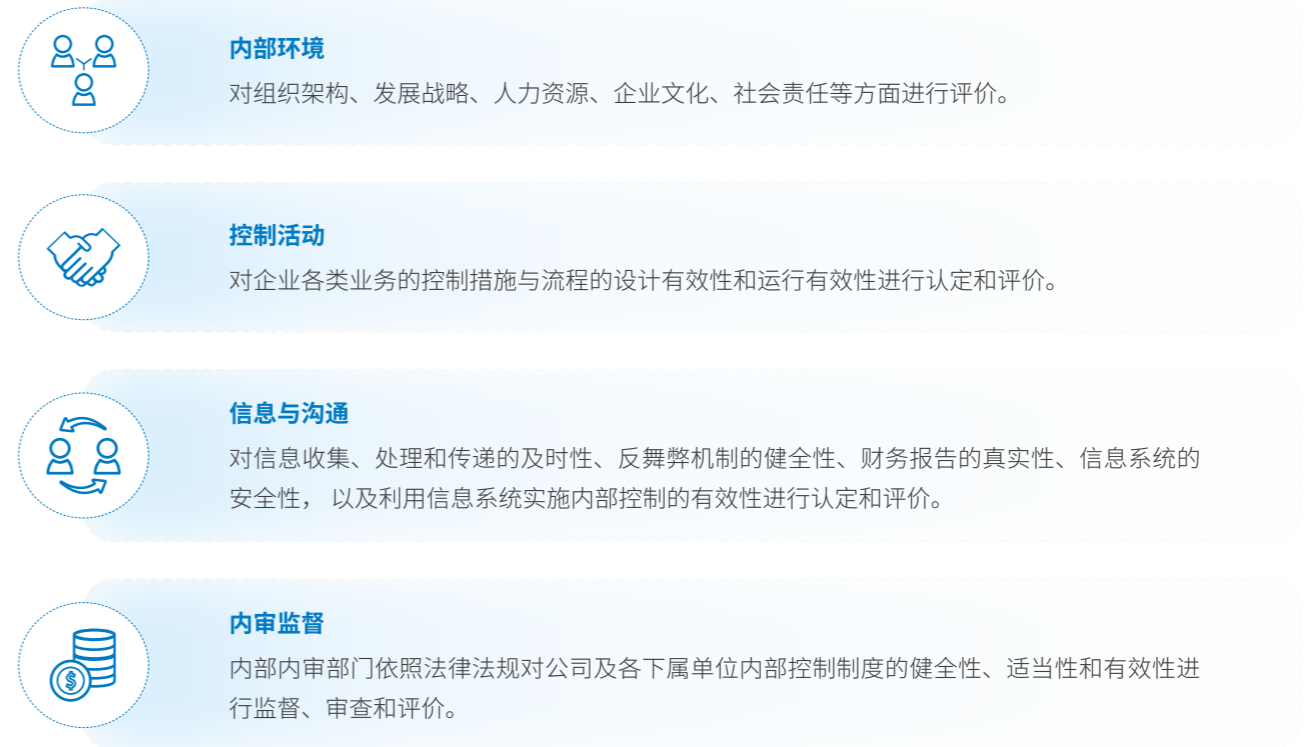 内部环境
对组织架构、发展战略、人力资源、企业文化、社会责任等方面进行评价。
控制活动
对企业各类业务的控制措施与流程的设计有效性和运行有效性进行认定和评价。
信息与沟通
对信息收集、处理和传递的及时性、反舞弊机制的健全性、财务报告的真实性、信息系统的
安全性， 以及利用信息系统实施内部控制的有效性进行认定和评价。
内审监督
内部内审部门依照法律法规对公司及各下属单位内部控制制度的健全性、适当性和有效性进
行监督、审查和评价。
$